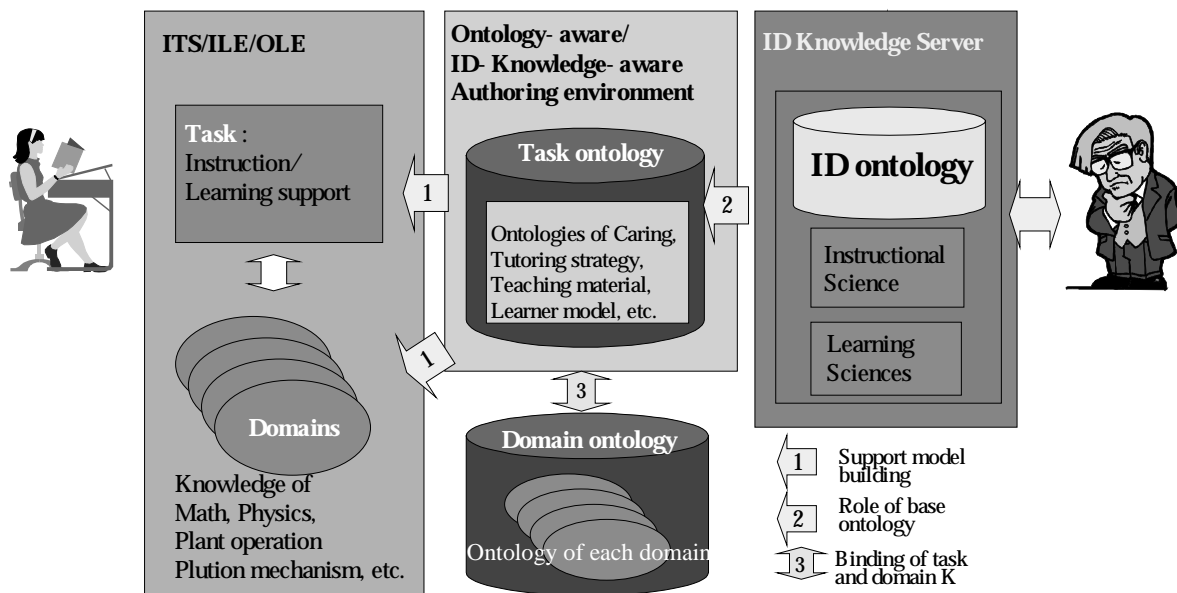 ITS/ILE/OLE
Task :
Instruction/
Learning support
Domains
Knowledge of
Math, Physics,
Plant operation
Plution mechanism, etc.
1
1
Ontology- aware/
ID- Knowledge- aware
Authoring environment
Task ontology
Ontologies of Caring,
Tutoring strategy,
Teaching material,
Learner model, etc.
2
3
Domain ontology
Ontology of each domain
ID Knowledge Server
ID ontology
Instructional
Science
Learning
Sciences
1
Support model
building
2
Role of base
ontology
3
Binding of task
and domain K